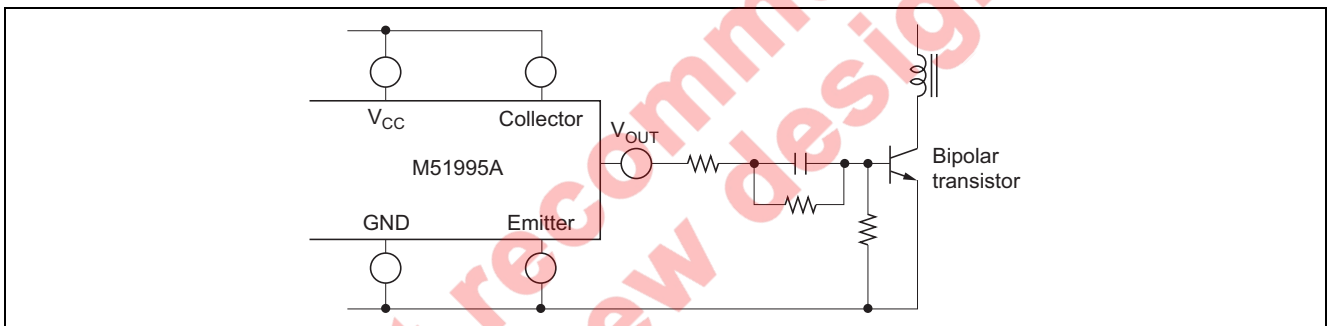 VCC
Collector
VOUT
M51995A
Bipolar
transistor
GND
Emitter